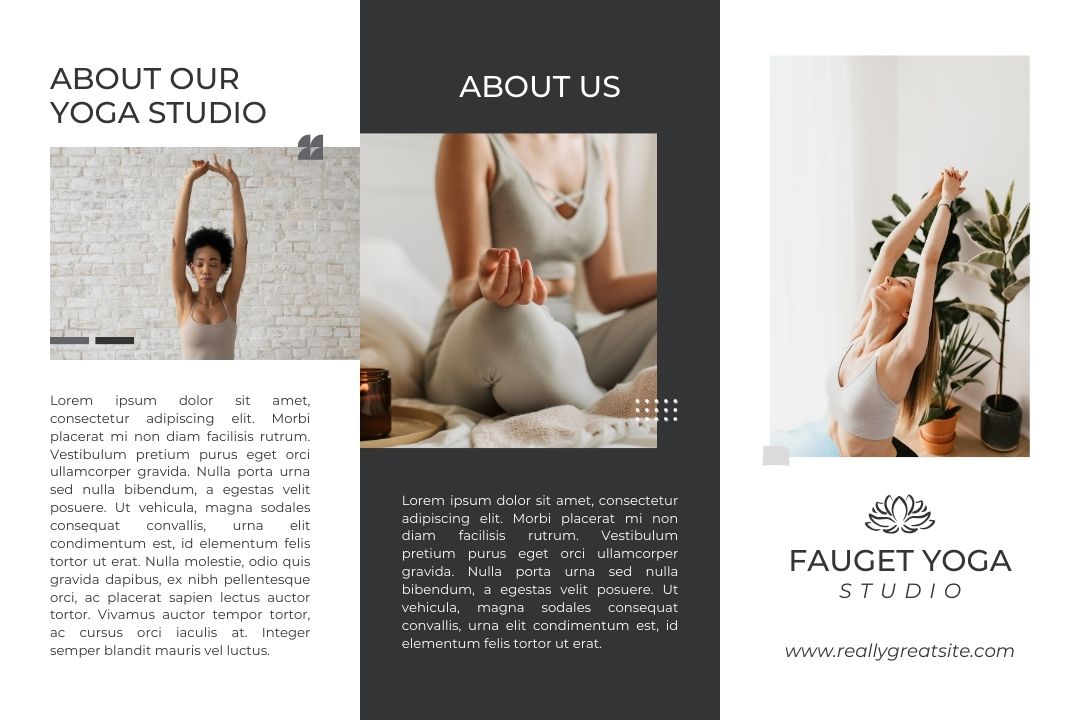 ABOUT OUR
YOGA STUDIO
Lorem ipsum dolor sit amet,
consectetur adipiscing elit. Morbi
placerat mi non diam facilisis rutrum.
Vestibulum pretium purus eget orci
ullamcorper gravida. Nulla porta urna
sed nulla bibendum, a egestas velit
posuere. Ut vehicula, magna sodales
consequat convallis, urna elit
condimentum est, id elementum felis
tortor ut erat. Nulla molestie, odio quis
gravida dapibus, ex nibh pellentesque
orci, ac placerat sapien lectus auctor
tortor. Vivamus auctor tempor tortor,
ac cursus orci iaculis at. Integer
semper blandit mauris vel luctus.
ABOUT US
Lorem ipsum dolor sit amet, consectetur
adipiscing elit. Morbi placerat mi non
diam facilisis rutrum. Vestibulum
pretium purus eget orci ullamcorper
gravida. Nulla porta urna sed nulla
bibendum, a egestas velit posuere. Ut
vehicula, magna sodales consequat
convallis, urna elit condimentum est, id
elementum felis tortor ut erat.
FAUGET YOGA
STUDIO
www.reallygreatsite.com